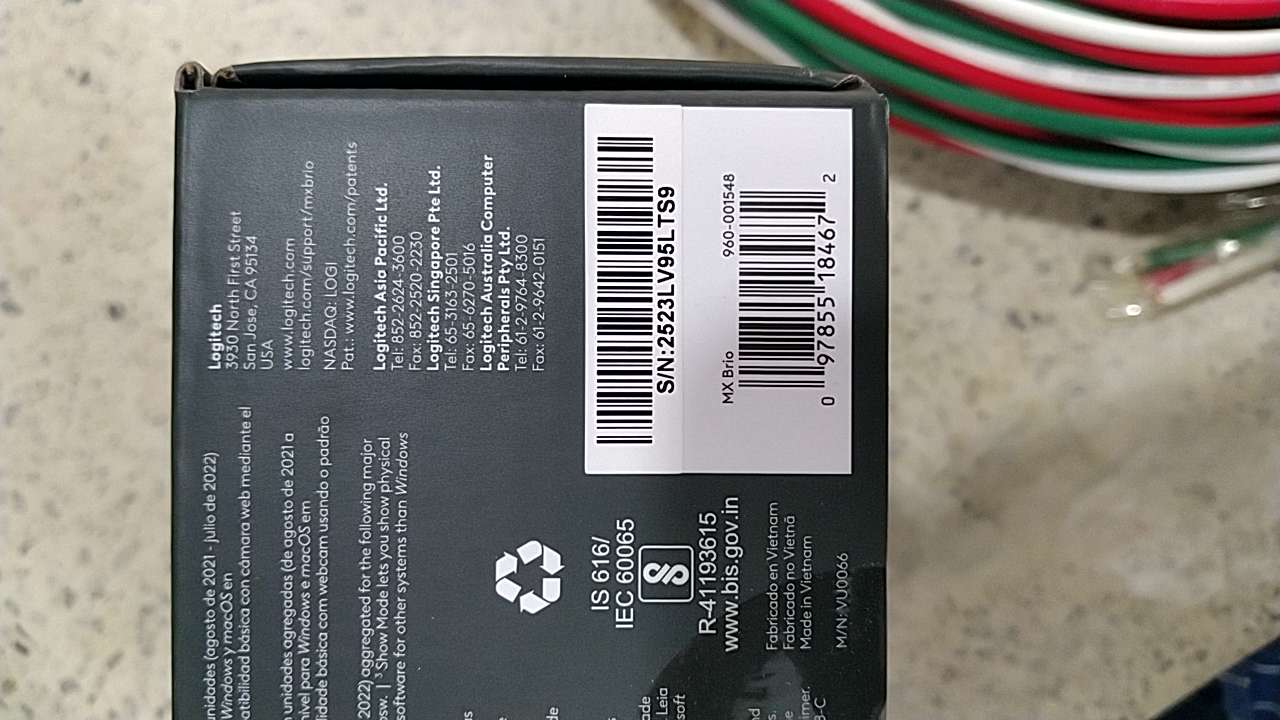 Logitech
3930 North First Street
San Jose, CA 95134
USA
www.logitech.com
logitech.com/support/mxbrio
NASDAQ: LOGI
Pat.: www.logitech.com/patents
Logitech Asia Pacific Ltd.
Tel: 852-2624-3600
Fax: 852-2520-2230
Logitech Singapore Pte Ltd.
Tel: 65-3163-2501
Fax: 65-6270-5016
Logitech Australia Computer
Peripherals Pty Ltd.
Tel: 61-2-9764-8300
Fax: 61-2-9642-0151
S/N:2523LV95LTS9
MX Brio 960-001548
0 97855 18467 2
unidades (agosto de 2021 - julio de 2022)
Windows y macOS en
cámara web mediante el
unidades agregadas (de agosto de 2021 a
para Windows e macOS em
básica com webcam usando o padrão
2022) aggregated for the following major
Show Mode lets you show physical
software for other systems than Windows
IS 616/
IEC 60065
R-41193615
www.bis.gov.in
Fabricado en Vietnam
Fabricado no Vietnã
Made in Vietnam
M/N: VU0066
Leia